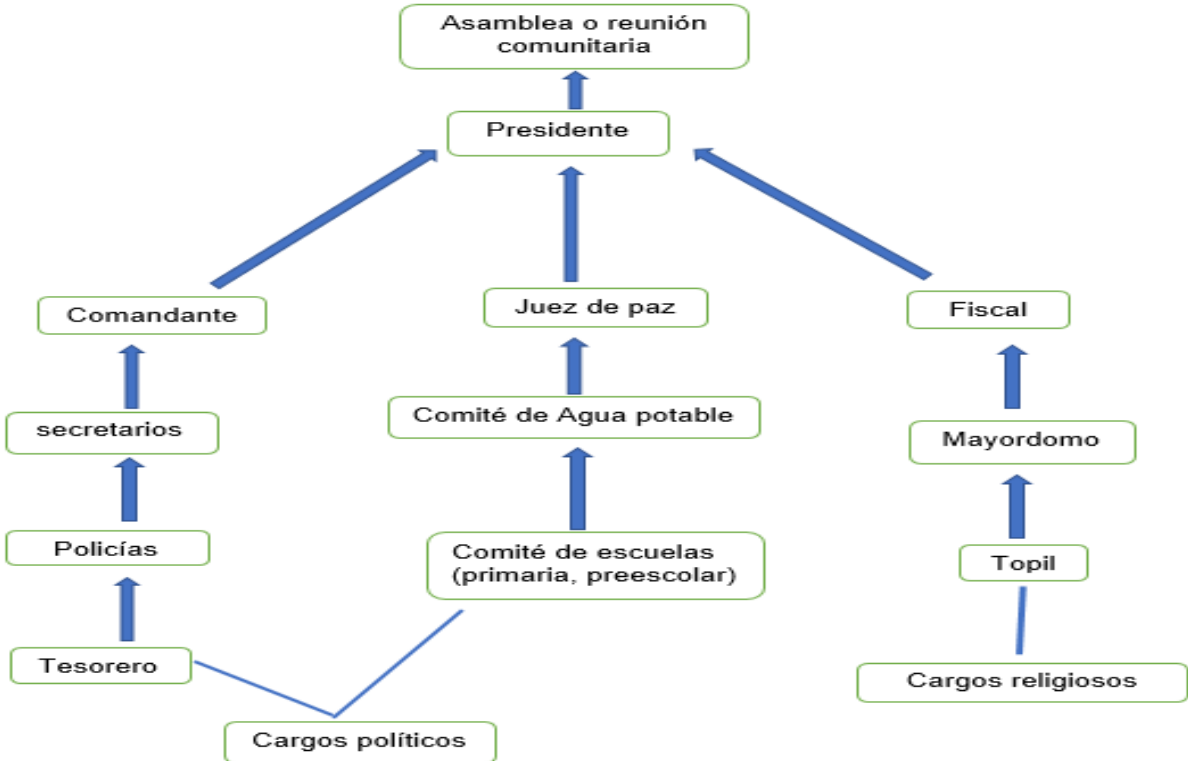 Asamblea o reunión
comunitaria
Presidente
Comandante
Juez de paz
Fiscal
secretarios
Comité de Agua potable
Mayordomo
Policías
Comité de escuelas
(primaria, preescolar)
Topil
Tesorero
Cargos religiosos
Cargos políticos